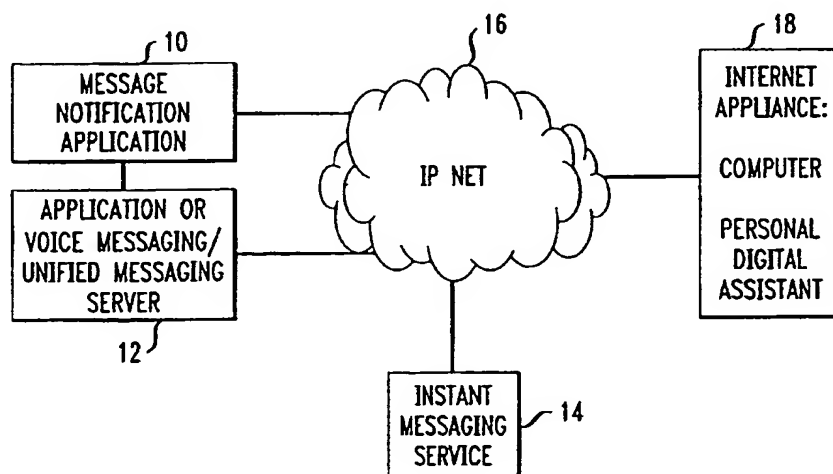 10
MESSAGE
NOTIFICATION
APPLICATION
APPLICATION OR
VOICE MESSAGING/
UNIFIED MESSAGING
SERVER
12
16
IP NET
INSTANT
MESSAGING
SERVICE
14
18
INTERNET
APPLIANCE:
COMPUTER
PERSONAL
DIGITAL
ASSISTANT